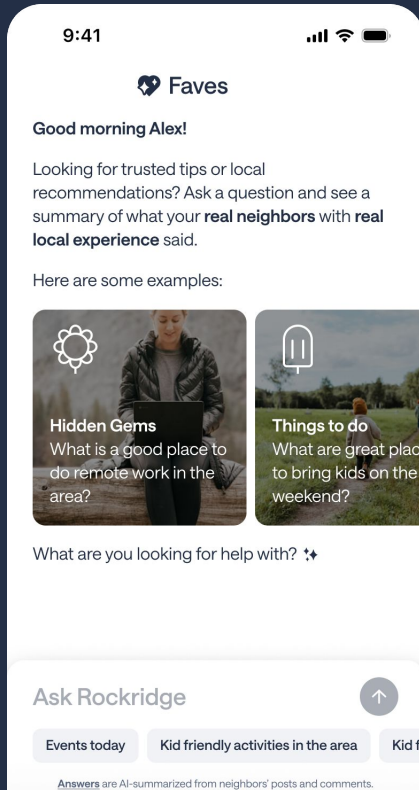 9:41
Faves
Good morning Alex!
Looking for trusted tips or local
recommendations? Ask a question and see a
summary of what your real neighbors with real
local experience said.
Here are some examples:
Hidden Gems
What is a good place to
do remote work in the
area?
Things to do
What are great plac
to bring kids on the
weekend?
What are you looking for help with?
Ask Rockridge
Events today
Kid friendly activities in the area
Kid f
Answers are AI-summarized from neighbors' posts and comments.